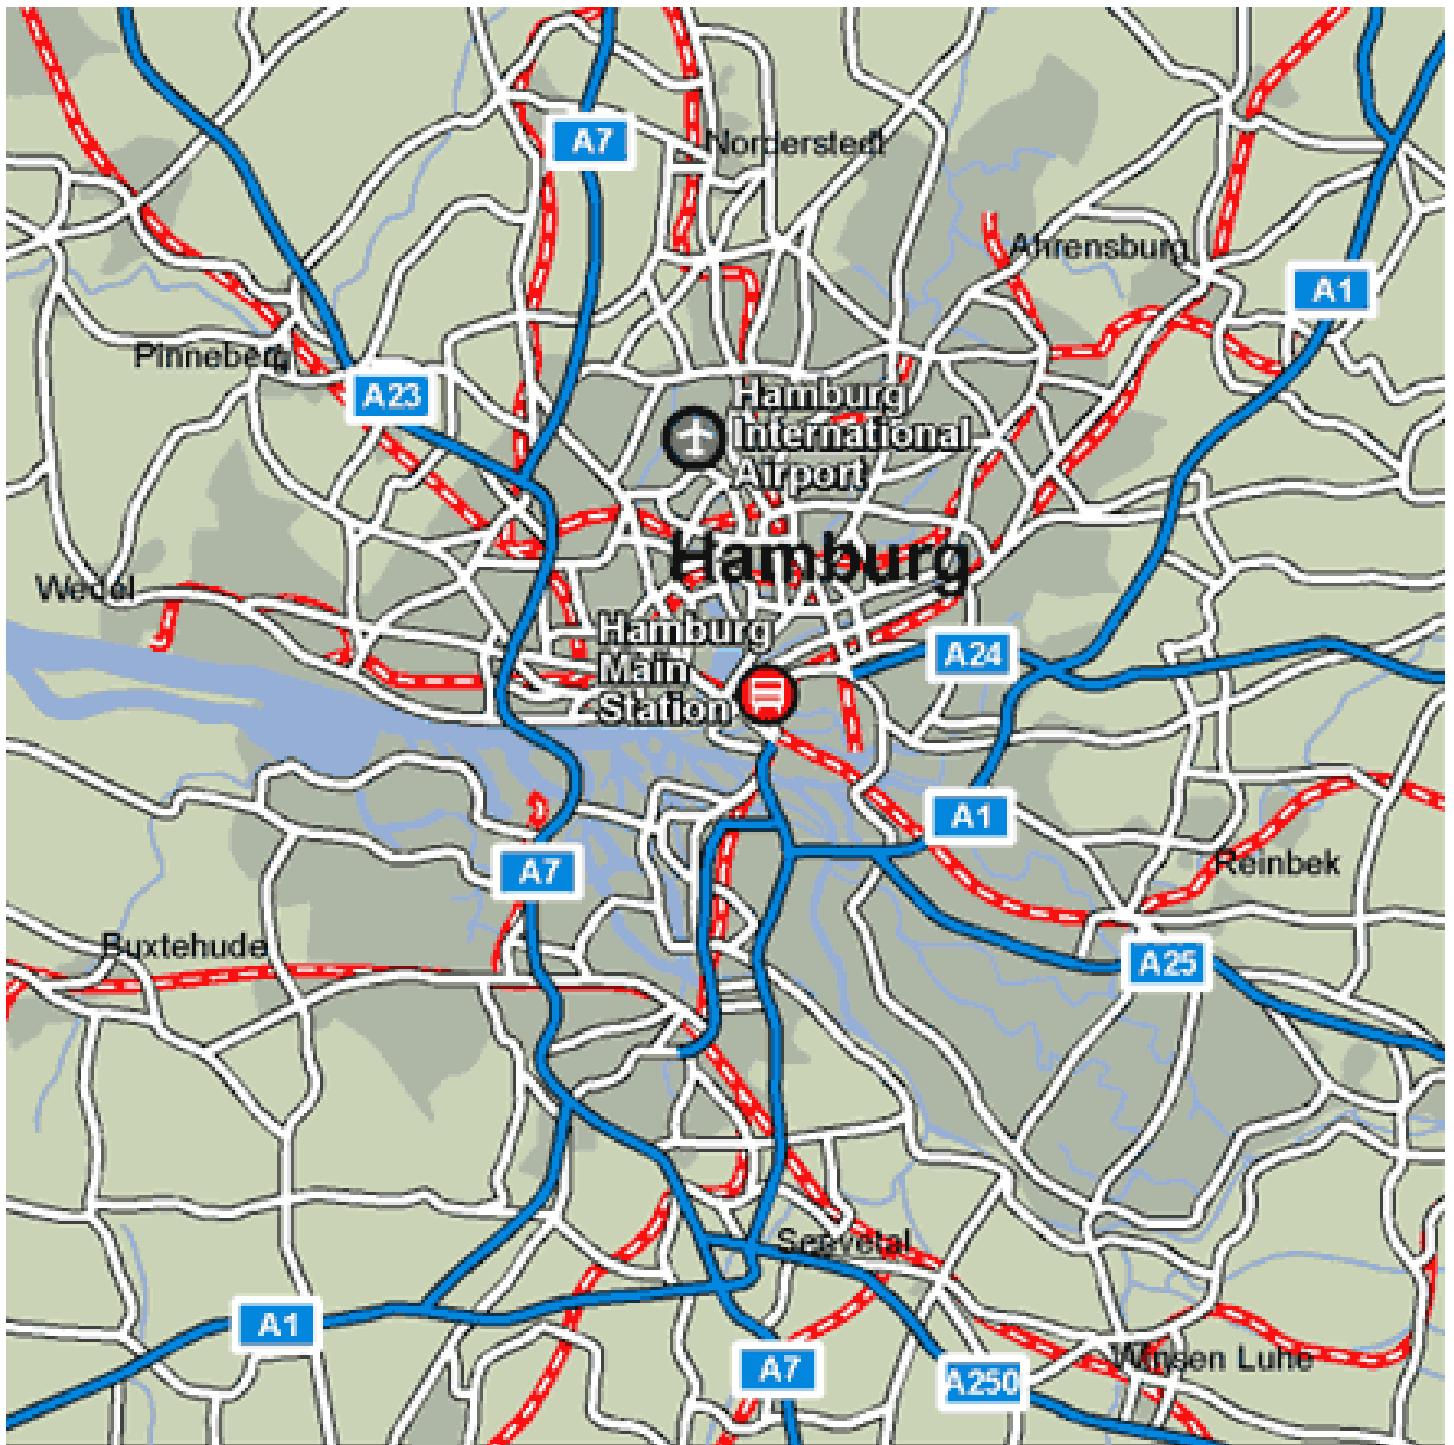 A7
Norderstedt
Ahrensburg
A1
Pinneberg
A23
Hamburg
International
Airport
Hamburg
Wedel
Hamburg
Main
Station
A24
A1
A7
Reinbek
Buxtehude
A25
Seevetal
A1
A7
A250
Winsen Luhe